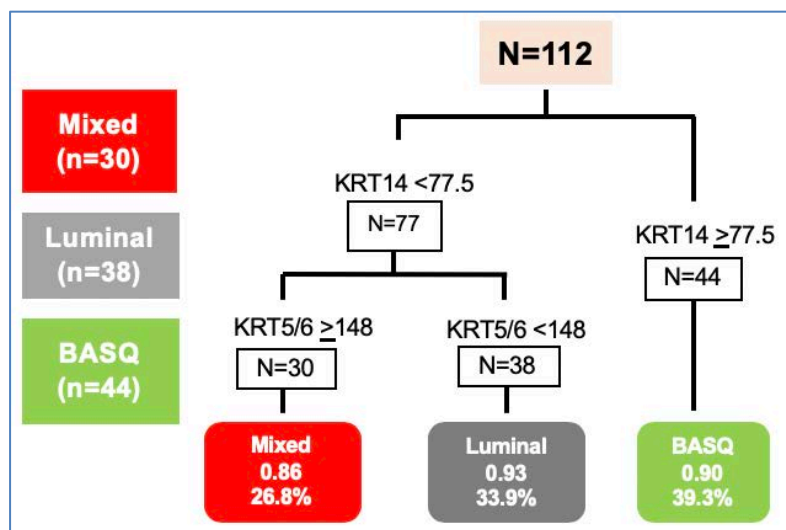 N=112
Mixed
(n=30)
Luminal
(n=38)
BASQ
(n=44)
KRT14 <77.5
N=77
KRT14 ≥77.5
N=44
KRT5/6 ≥148
N=30
KRT5/6 <148
N=38
Mixed
0.86
26.8%
Luminal
0.93
33.9%
BASQ
0.90
39.3%